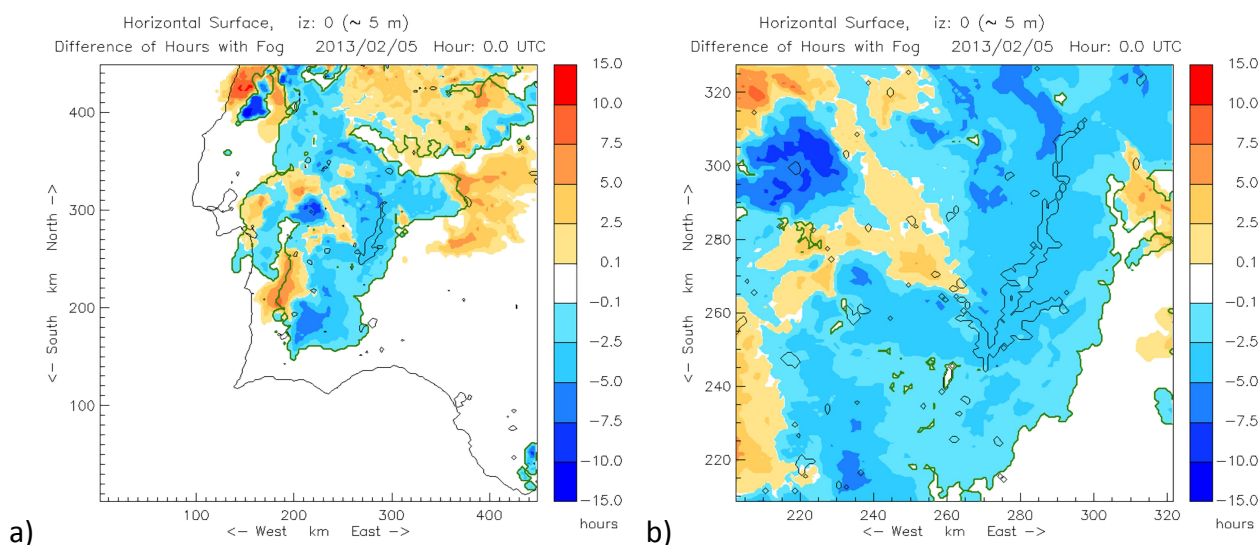 Horizontal Surface, iz: 0 (~ 5 m)
Difference of Hours with Fog 2013/02/05 Hour: 0.0 UTC
<- South km North ->
400
300
200
100
100 200 300 400
<- West km East ->
15.0
10.0
7.5
5.0
2.5
0.1
-0.1
-2.5
-5.0
-7.5
-10.0
-15.0
hours
a)
Horizontal Surface, iz: 0 (~ 5 m)
Difference of Hours with Fog 2013/02/05 Hour: 0.0 UTC
<- South km North ->
320
300
280
260
240
220
220 240 260 280 300 320
<- West km East ->
15.0
10.0
7.5
5.0
2.5
0.1
-0.1
-2.5
-5.0
-7.5
-10.0
-15.0
hours
b)